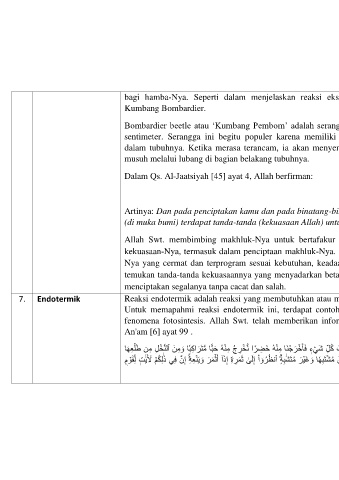 bagi hamba-Nya. Seperti dalam menjelaskan reaksi eks
Kumbang Bombardier.
Bombardier beetle atau ‘Kumbang Pembom’ adalah serang
sentimeter. Serangga ini begitu populer karena memiliki
dalam tubuhnya. Ketika merasa terancam, ia akan menyem
musuh melalui lubang di bagian belakang tubuhnya.
Dalam Qs. Al-Jaatsiyah [45] ayat 4, Allah berfirman:
Artinya: Dan pada penciptakan kamu dan pada binatang-bi
(di muka bumi) terdapat tanda-tanda (kekuasaan Allah) untu
Allah Swt. membimbing makhluk-Nya untuk bertafakur
kekuasaan-Nya, termasuk dalam penciptaan makhluk-Nya.
Nya yang cermat dan terprogram sesuai kebutuhan, keada
temukan tanda-tanda kekuasaannya yang menyadarkan beta
menciptakan segalanya tanpa cacat dan salah.
7. Endotermik Reaksi endotermik adalah reaksi yang membutuhkan atau m
Untuk memapahmi reaksi endotermik ini, terdapat contoh
fenomena fotosintesis. Allah Swt. telah memberikan infor
An'am [6] ayat 99 .
كُلِّ شَيْءٍ فَأَخْرَجْنَا مِنْهُ خَضِرًا نُّخْرِجُ مِنْهُ حَبًّا مُّتَرَاكِبًا وَمِنَ ٱلنَّخْلِ مِن طَلْعِهَا
مُشْتَبِهًا وَغَيْرَ مُتَشَٰبِهٍ ٱنظُرُوٓاْ إِلَىٰ ثَمَرِهِ إِذَآ أَثْمَرَ وَيَنْعِهِ إِنَّ فِي ذَٰلِكُمْ لَأٓيَٰتٍ لِّقَوْمٍ